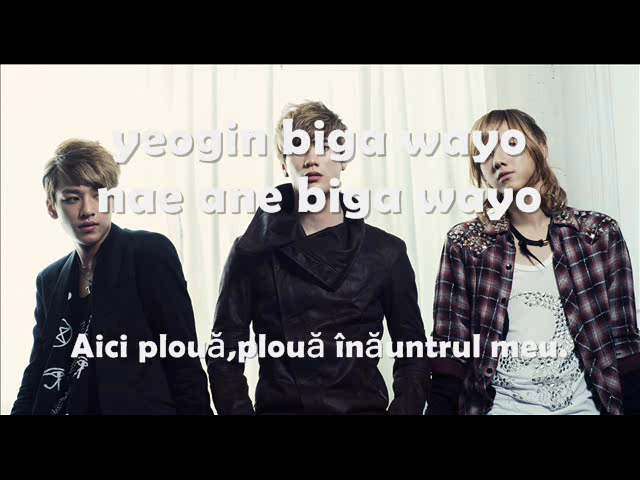 yeogin biga wayo
nae ane biga wayo
Aici plouă,plouă înăuntrul meu.